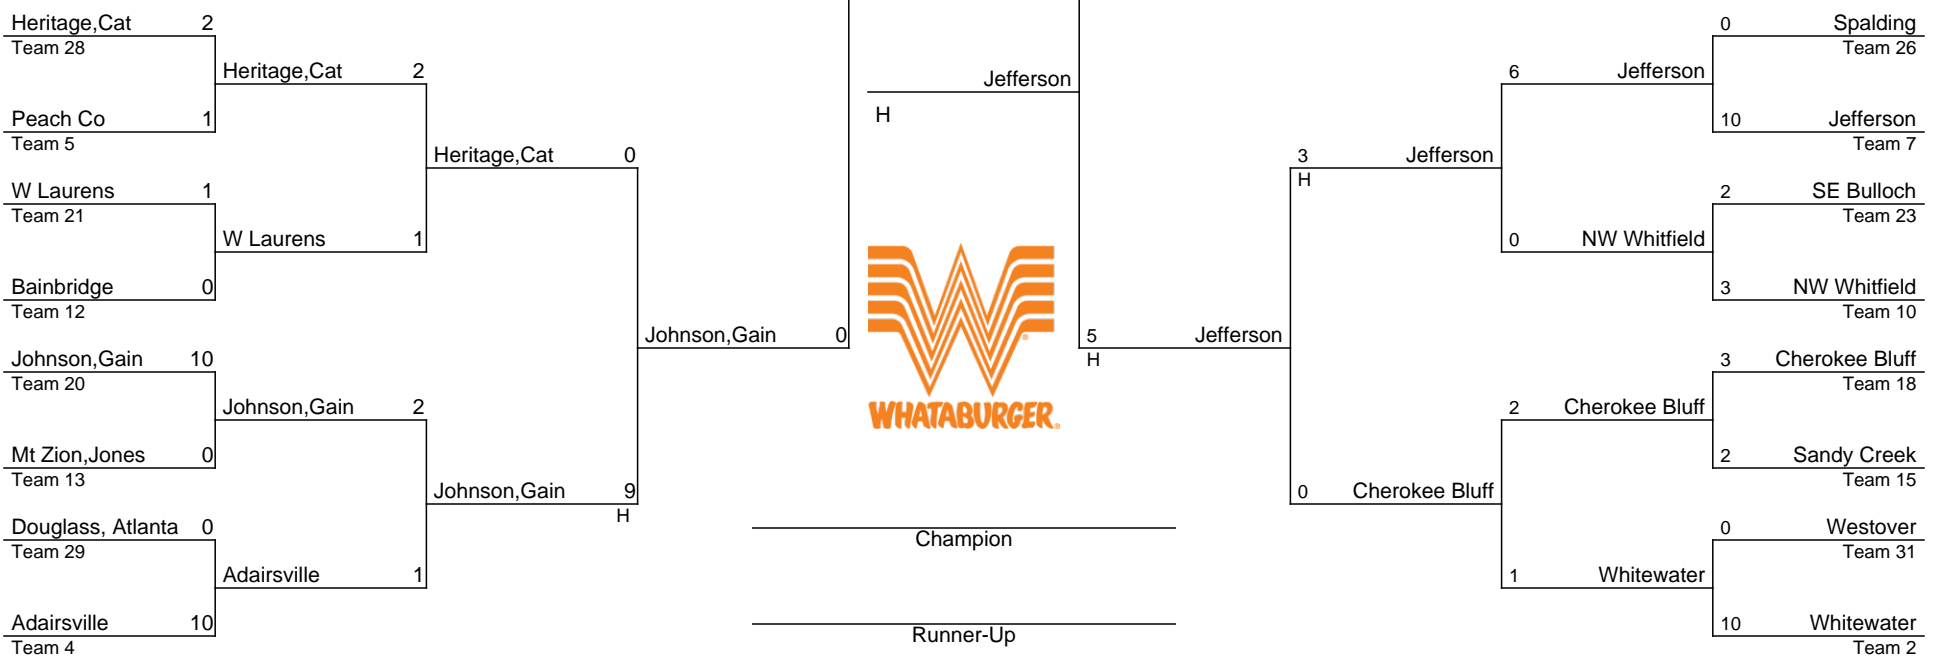 Heritage,Cat 2
Team 28
Heritage,Cat 2
Peach Co 1
Team 5
Heritage,Cat 0
W Laurens 1
Team 21
W Laurens 1
Bainbridge 0
Team 12
Johnson,Gain 0
Johnson,Gain 10
Team 20
Johnson,Gain 2
Mt Zion,Jones 0
Team 13
Johnson,Gain 9
H
Douglass, Atlanta 0
Team 29
Adairsville 1
Adairsville 10
Team 4
Jefferson
H
WHATABURGER
Champion
Runner-Up
0 Spalding
Team 26
6 Jefferson
10 Jefferson
Team 7
3 Jefferson
H
2 SE Bulloch
Team 23
0 NW Whitfield
3 NW Whitfield
Team 10
5 Jefferson
H
3 Cherokee Bluff
Team 18
2 Cherokee Bluff
2 Sandy Creek
Team 15
0 Cherokee Bluff
0 Westover
Team 31
1 Whitewater
10 Whitewater
Team 2